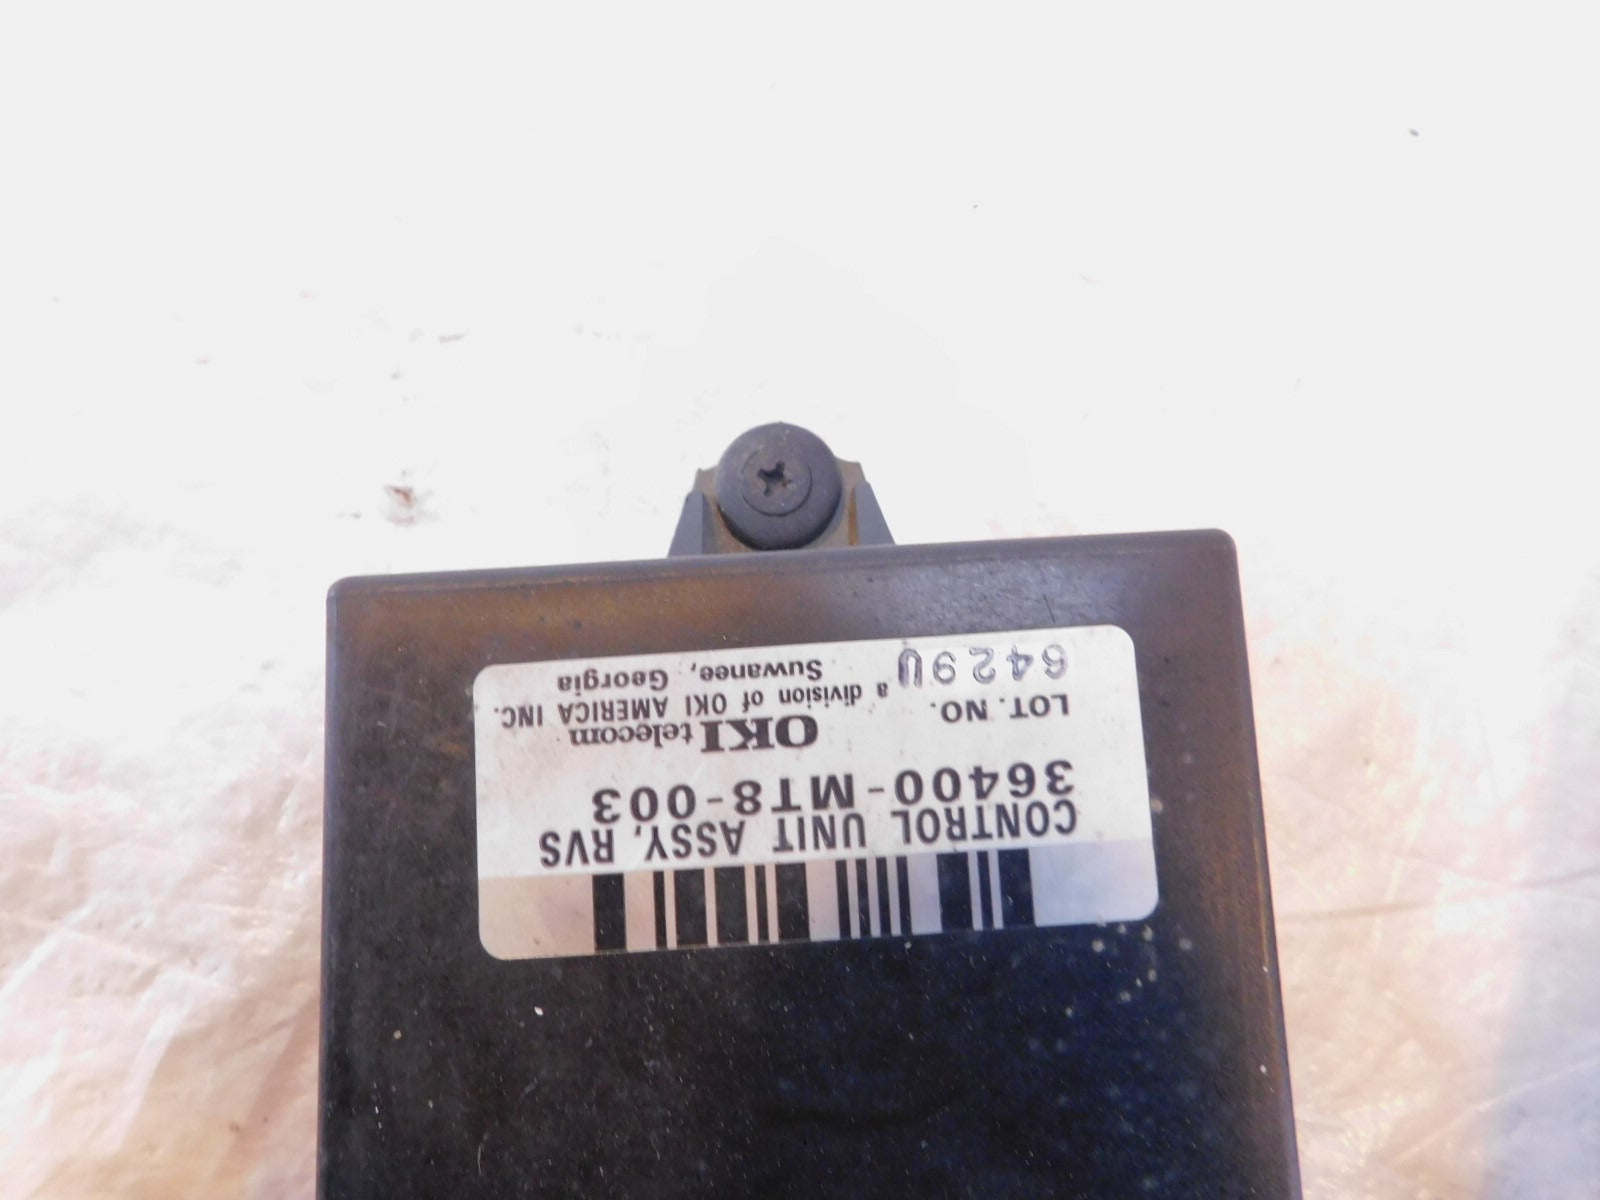 CONTROL UNIT ASSY, RVS
36400-MT8-003
OKI telecom
LOT. NO. a division of OKI AMERICA INC.
6429U Suwanee, Georgia